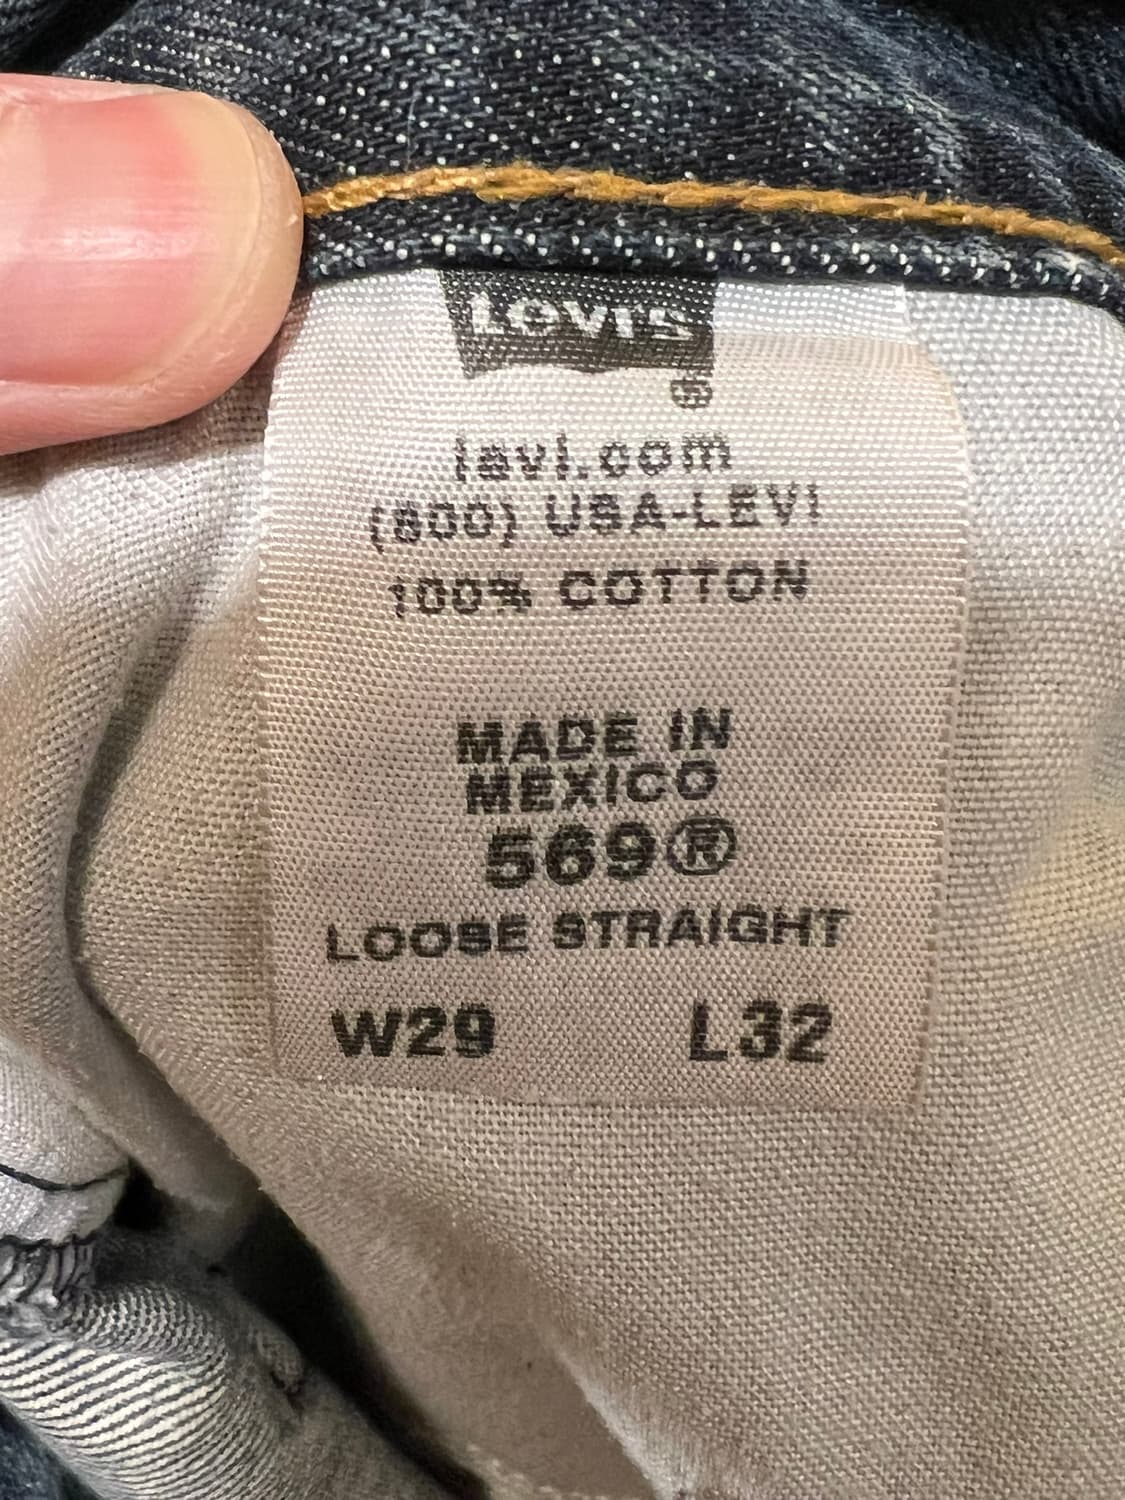 Levi's
®
levi.com
(800) USA-LEVI
100% COTTON
MADE IN
MEXICO
569®
LOOSE STRAIGHT
W29 L32